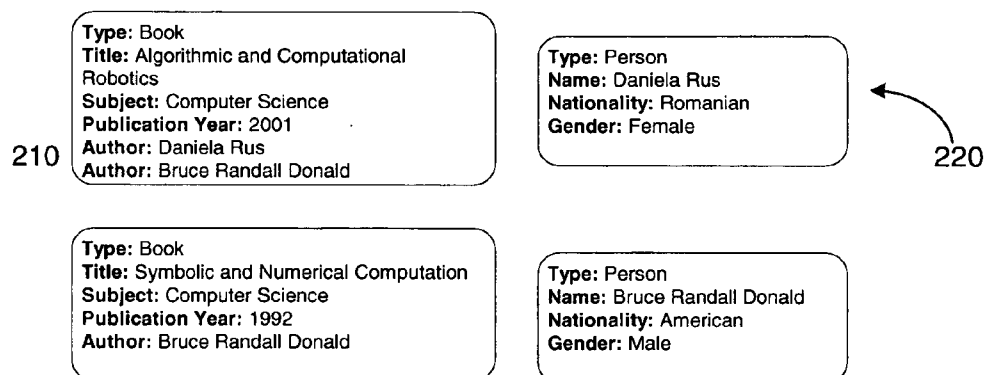 Type: Book
Title: Algorithmic and Computational
Robotics
Subject: Computer Science
Publication Year: 2001
Author: Daniela Rus
Author: Bruce Randall Donald
210
Type: Person
Name: Daniela Rus
Nationality: Romanian
Gender: Female
220
Type: Book
Title: Symbolic and Numerical Computation
Subject: Computer Science
Publication Year: 1992
Author: Bruce Randall Donald
Type: Person
Name: Bruce Randall Donald
Nationality: American
Gender: Male